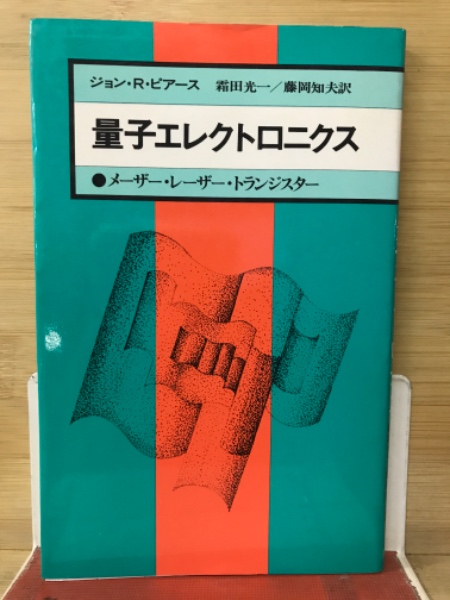 ジョン・R・ピアース 霜田光一／藤岡知夫訳
量子エレクトロニクス
●メーザー・レーザー・トランジスター